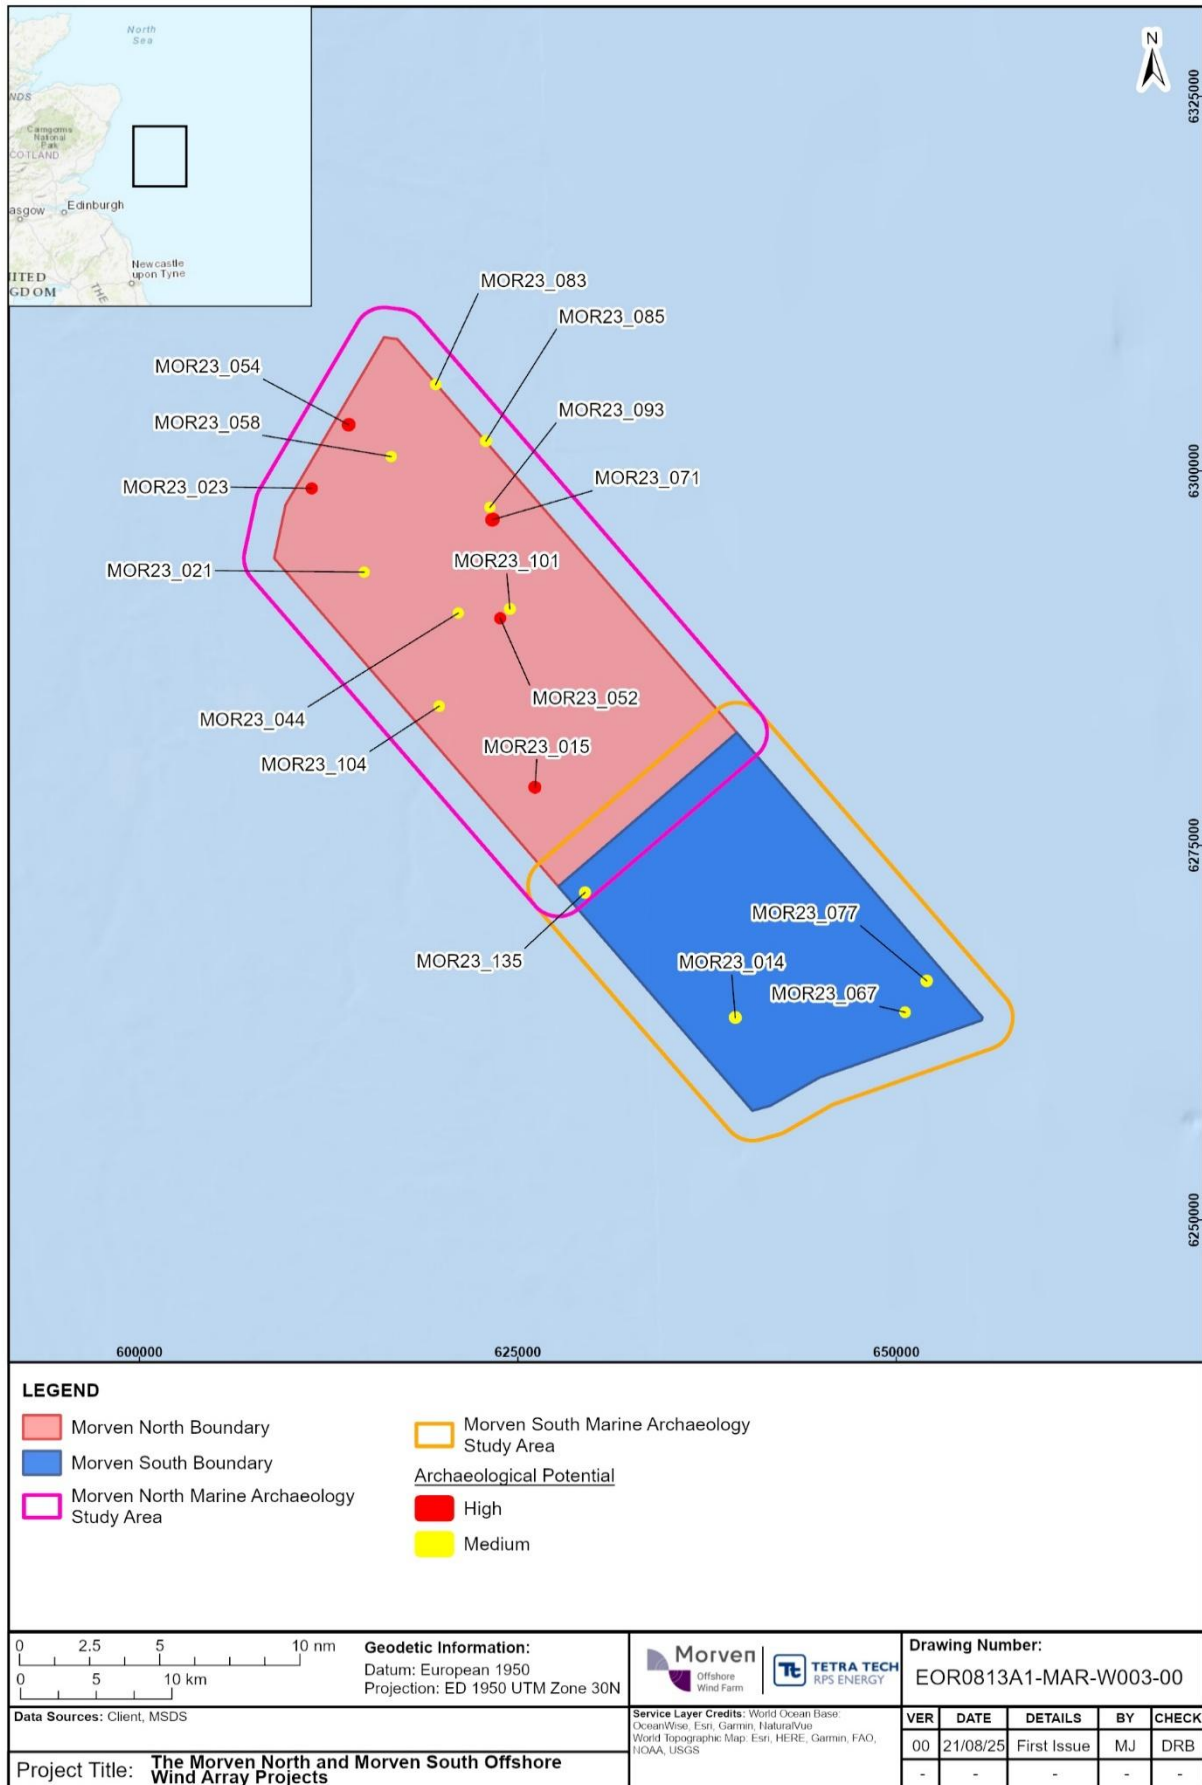 North
Sea
NDS
Cairngorms
National
Park
COTLAND
asgow
Edinburgh
Newcastle
upon Tyne
ITED
GDOM
THE
N
6325000
6300000
6275000
6250000
MOR23_083
MOR23_085
MOR23_054
MOR23_093
MOR23_058
MOR23_071
MOR23_023
MOR23_101
MOR23_021
MOR23_052
MOR23_044
MOR23_015
MOR23_104
MOR23_077
MOR23_135
MOR23_014
MOR23_067
600000
625000
650000
LEGEND
Morven North Boundary
Morven South Boundary
Morven North Marine Archaeology
Study Area
Morven South Marine Archaeology
Study Area
Archaeological Potential
High
Medium
0 2.5 5 10 nm
0 5 10 km
Geodetic Information:
Datum: European 1950
Projection: ED 1950 UTM Zone 30N
Morven
Offshore
Wind Farm
Tt
TETRA TECH
RPS ENERGY
Drawing Number:
EOR0813A1-MAR-W003-00
Data Sources: Client, MSDS
Service Layer Credits: World Ocean Base:
OceanWise, Esri, Garmin, NaturalVue
World Topographic Map: Esri, HERE, Garmin, FAO,
NOAA, USGS
VER DATE DETAILS BY CHECK
00 21/08/25 First Issue MJ DRB
- - - - -
Project Title: The Morven North and Morven South Offshore
Wind Array Projects